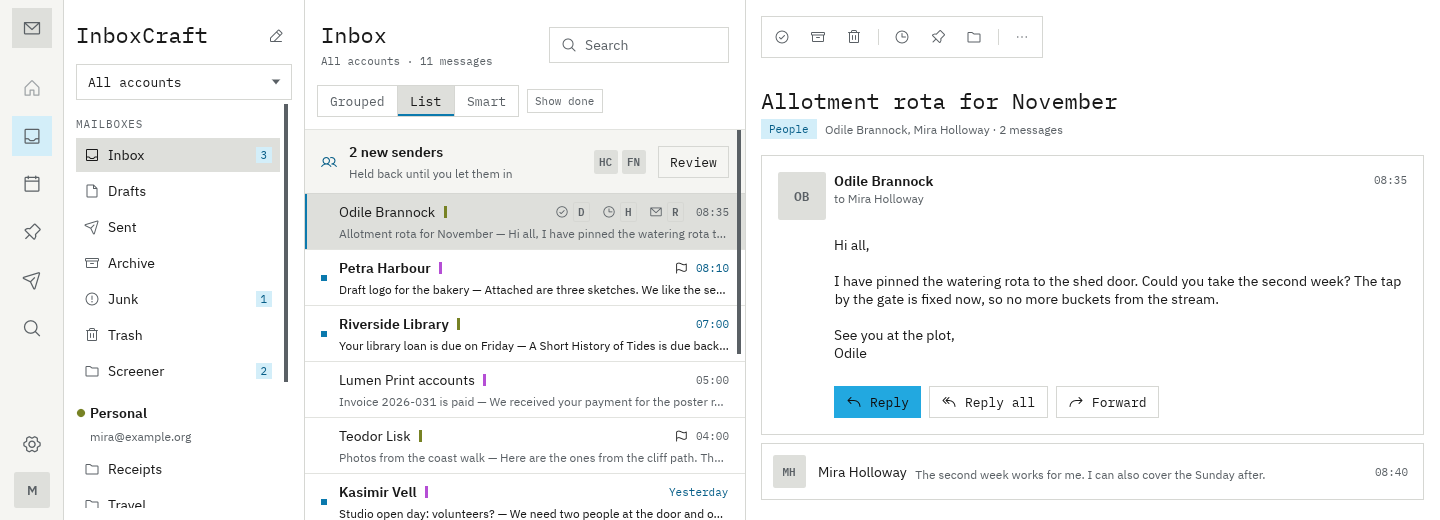 InboxCraft
All accounts
MAILBOXES
Inbox 3
Drafts
Sent
Archive
Junk 1
Trash
Screener 2
Personal
mira@example.org
Receipts
Travel
M
Inbox
All accounts · 11 messages
Search
Grouped List Smart Show done
2 new senders
Held back until you let them in
HC FN Review
Odile Brannock D H R 08:35
Allotment rota for November — Hi all, I have pinned the watering rota t…
Petra Harbour 08:10
Draft logo for the bakery — Attached are three sketches. We like the se…
Riverside Library 07:00
Your library loan is due on Friday — A Short History of Tides is due back…
Lumen Print accounts 05:00
Invoice 2026-031 is paid — We received your payment for the poster r…
Teodor Lisk 04:00
Photos from the coast walk — Here are the ones from the cliff path. Th…
Kasimir Vell Yesterday
Studio open day: volunteers? — We need two people at the door and o…
Allotment rota for November
People Odile Brannock, Mira Holloway · 2 messages
OB
Odile Brannock 08:35
to Mira Holloway
Hi all,
I have pinned the watering rota to the shed door. Could you take the second week? The tap
by the gate is fixed now, so no more buckets from the stream.
See you at the plot,
Odile
Reply Reply all Forward
MH Mira Holloway The second week works for me. I can also cover the Sunday after. 08:40